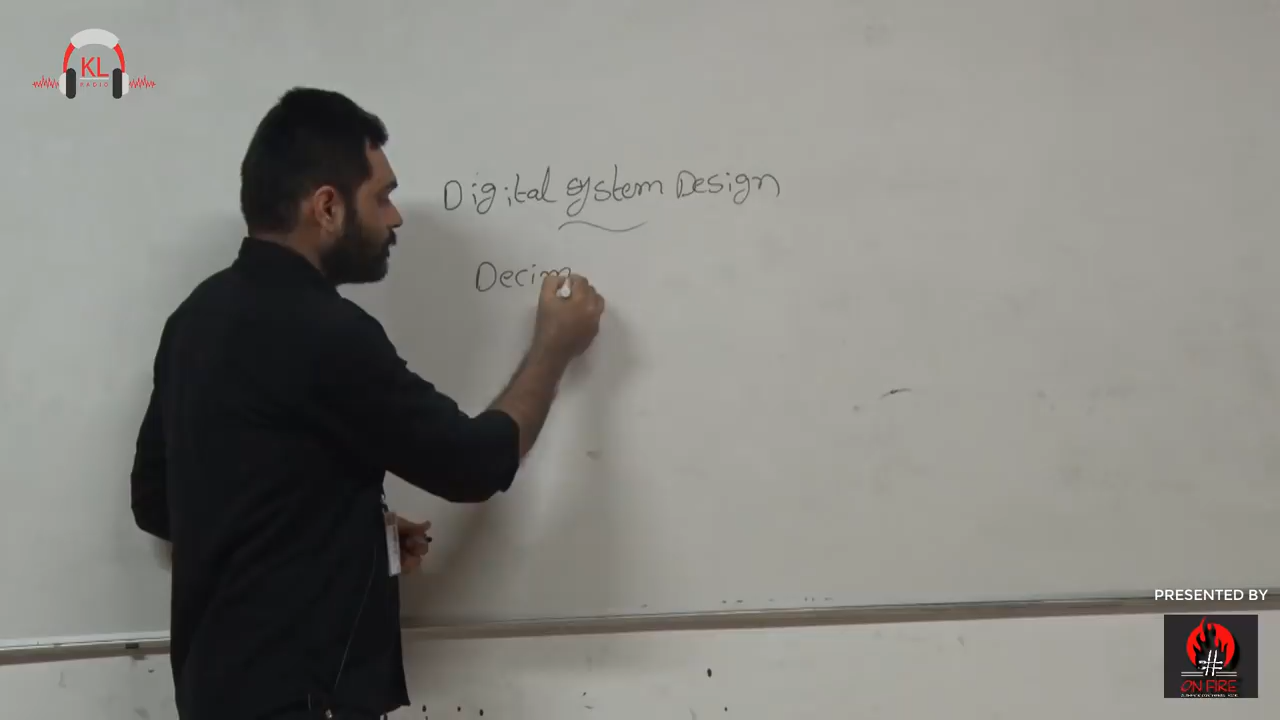 KL
RADIO
Digital system Design
Decim
PRESENTED BY
#
ON FIRE